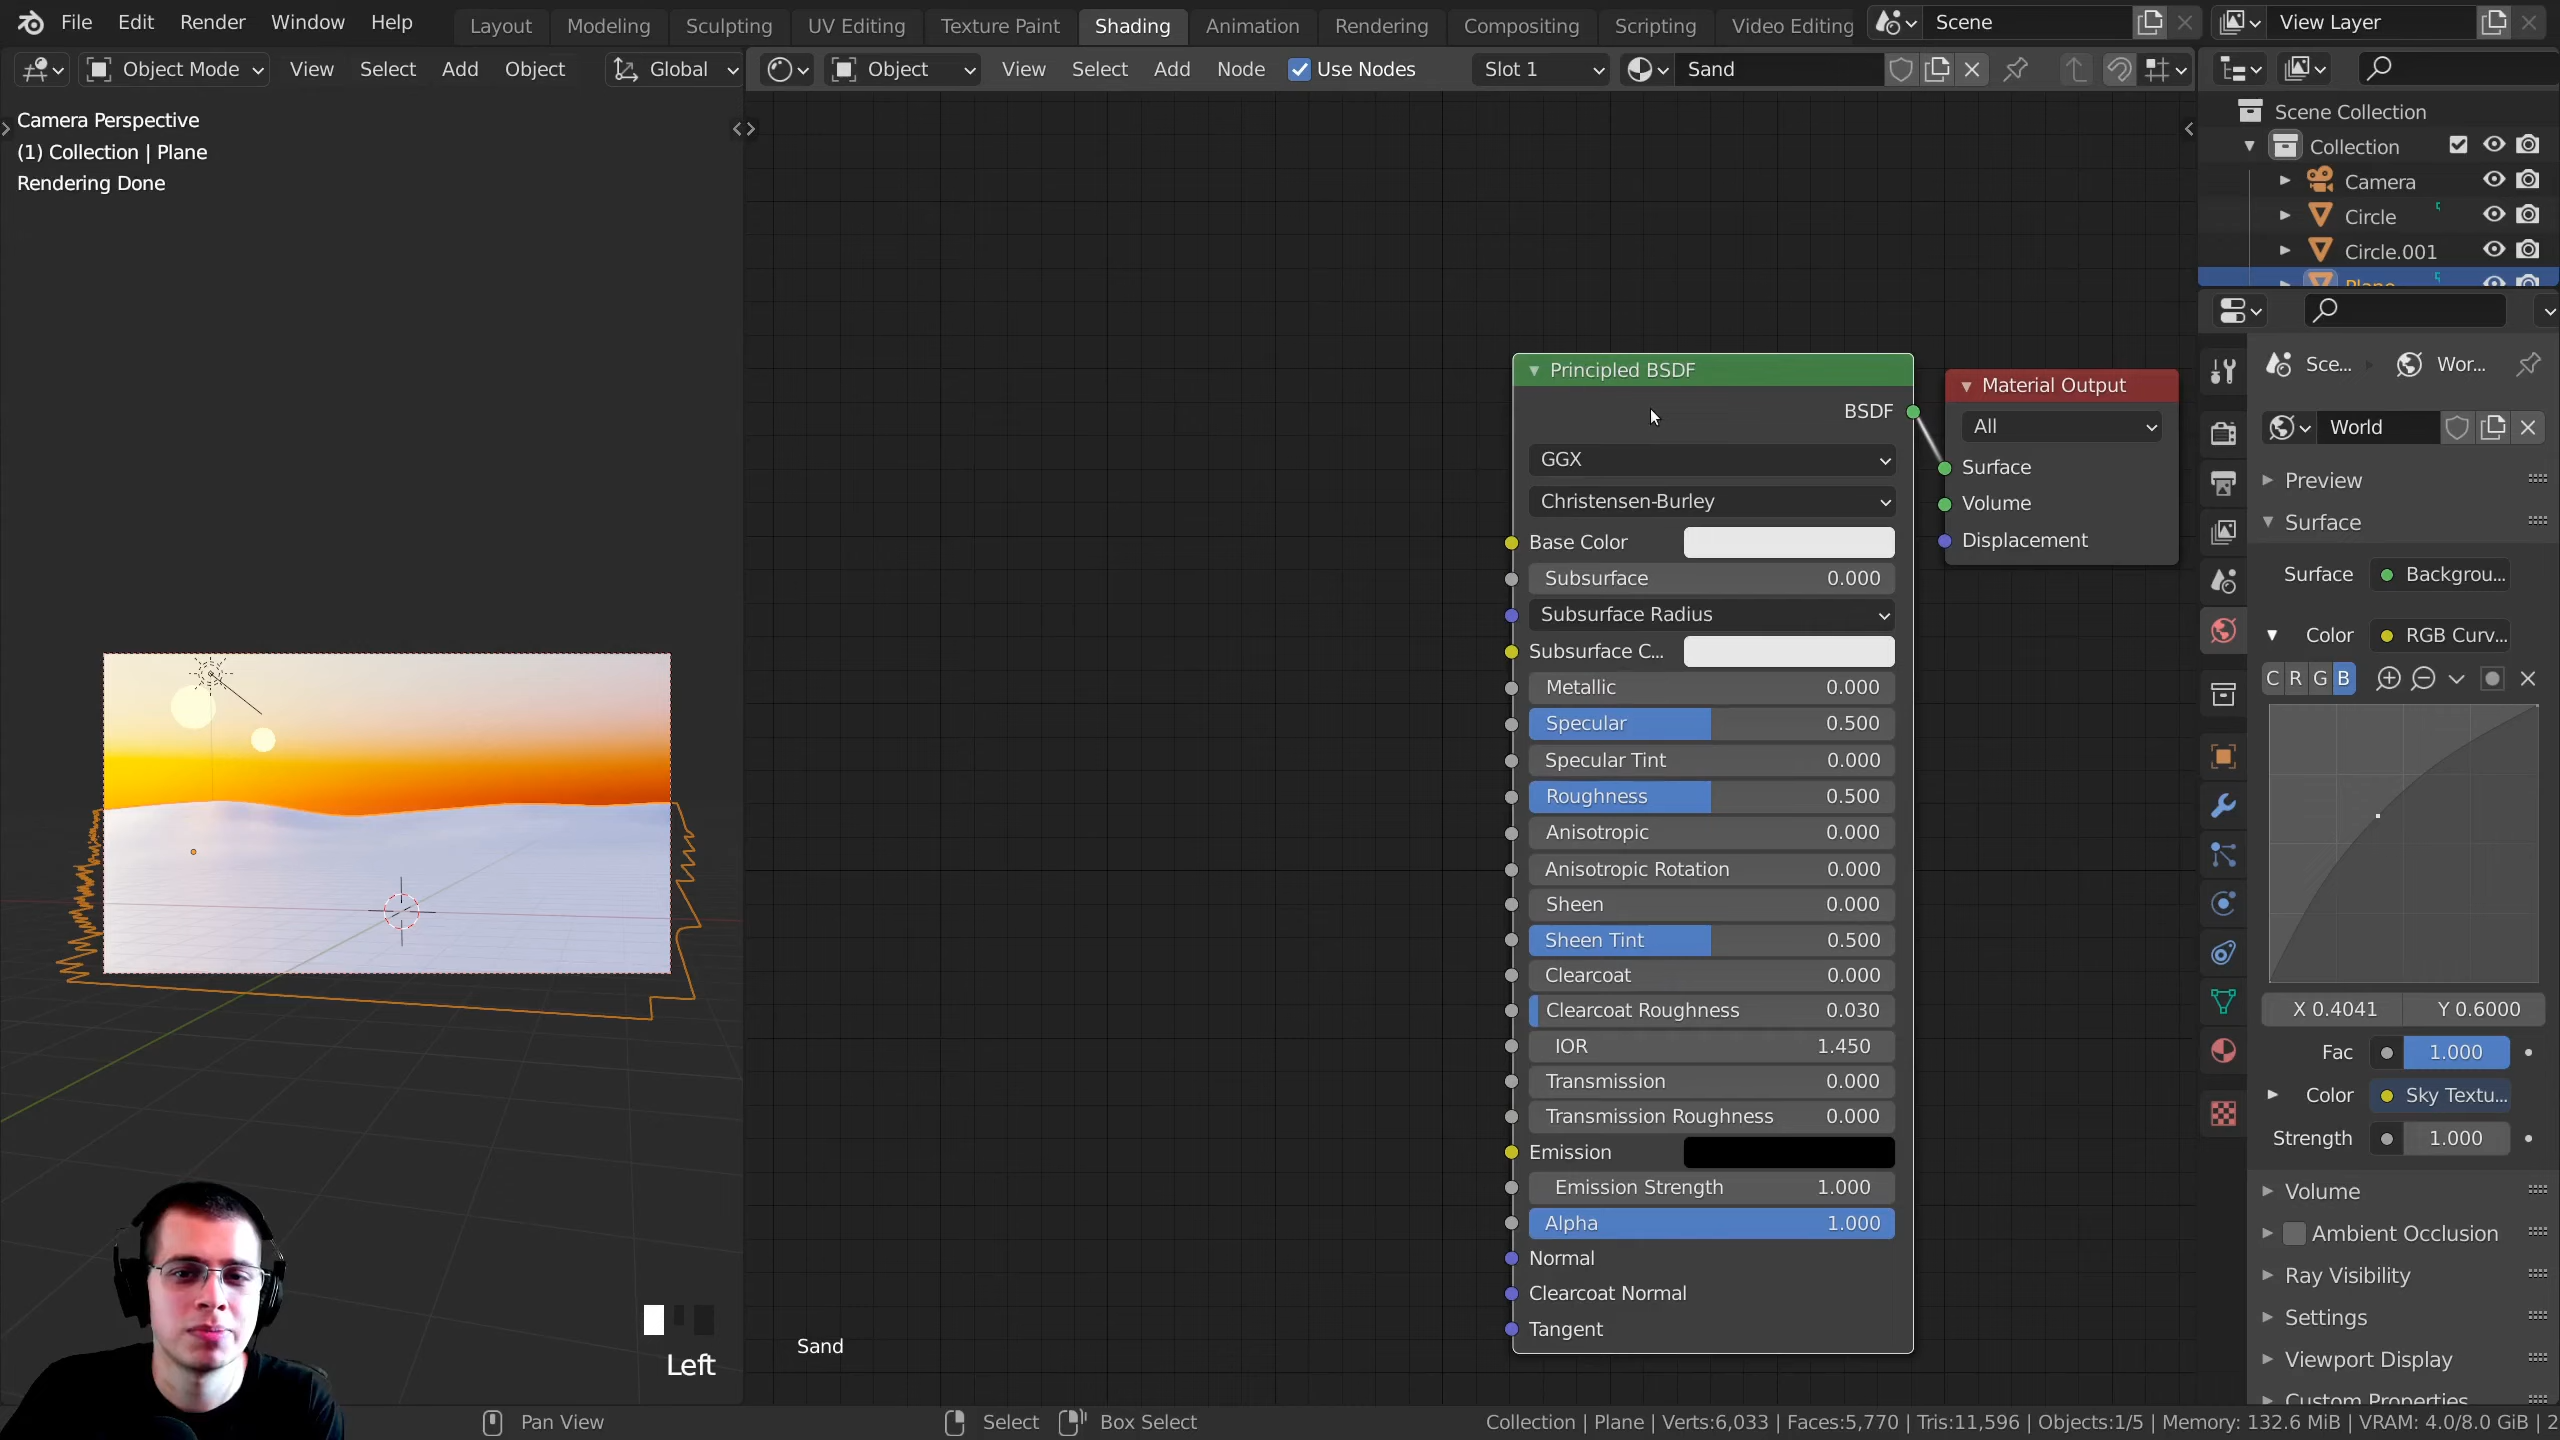 File Edit Render Window Help Layout Modeling Sculpting UV Editing Texture Paint Shading Animation Rendering Compositing Scripting Video Editing Scene View Layer
Object Mode View Select Add Object Global Object View Select Add Node Use Nodes Slot 1 Sand
Camera Perspective
(1) Collection | Plane
Rendering Done
Principled BSDF
BSDF
GGX
Christensen-Burley
Base Color
Subsurface 0.000
Subsurface Radius
Subsurface C...
Metallic 0.000
Specular 0.500
Specular Tint 0.000
Roughness 0.500
Anisotropic 0.000
Anisotropic Rotation 0.000
Sheen 0.000
Sheen Tint 0.500
Clearcoat 0.000
Clearcoat Roughness 0.030
IOR 1.450
Transmission 0.000
Transmission Roughness 0.000
Emission
Emission Strength 1.000
Alpha 1.000
Normal
Clearcoat Normal
Tangent
Material Output
All
Surface
Volume
Displacement
Scene Collection
Collection
Camera
Circle
Circle.001
Plane
Sce... Wor...
World
Preview
Surface
Surface Backgrou...
Color RGB Curv...
C R G B
X 0.4041 Y 0.6000
Fac 1.000
Color Sky Textu...
Strength 1.000
Volume
Ambient Occlusion
Ray Visibility
Settings
Viewport Display
Custom Properties
Sand
Left
Pan View Select Box Select Collection | Plane | Verts:6,033 | Faces:5,770 | Tris:11,596 | Objects:1/5 | Memory: 132.6 MiB | VRAM: 4.0/8.0 GiB | 2